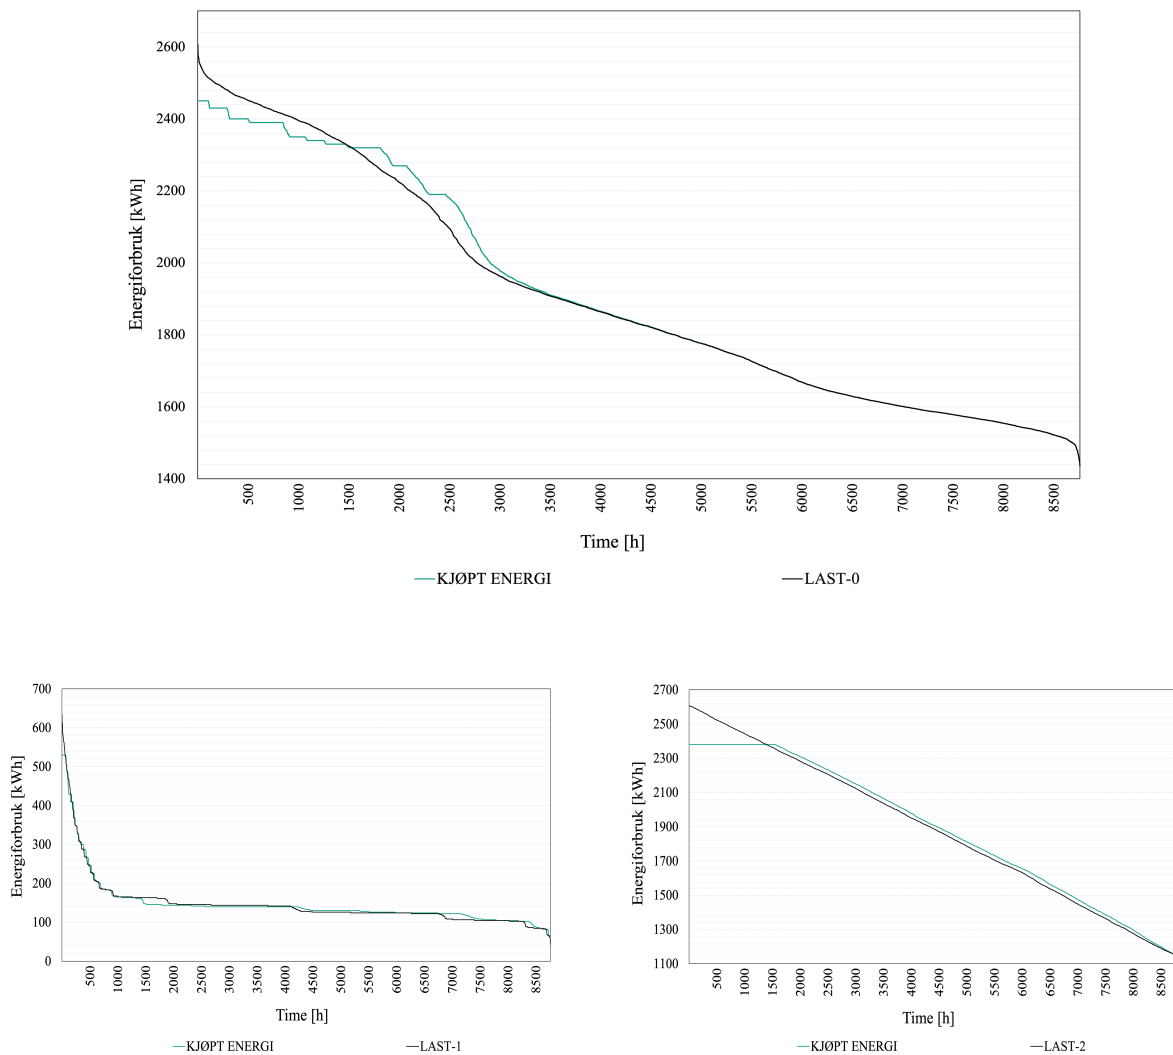 2600
2400
2200
2000
1800
1600
1400
Energiforbruk [kWh]
500 1000 1500 2000 2500 3000 3500 4000 4500 5000 5500 6000 6500 7000 7500 8000 8500
Time [h]
KJØPT ENERGI LAST-0
700
600
500
400
300
200
100
0
Energiforbruk [kWh]
500 1000 1500 2000 2500 3000 3500 4000 4500 5000 5500 6000 6500 7000 7500 8000 8500
Time [h]
KJØPT ENERGI LAST-1
2700
2500
2300
2100
1900
1700
1500
1300
1100
Energiforbruk [kWh]
500 1000 1500 2000 2500 3000 3500 4000 4500 5000 5500 6000 6500 7000 7500 8000 8500
Time [h]
KJØPT ENERGI LAST-2